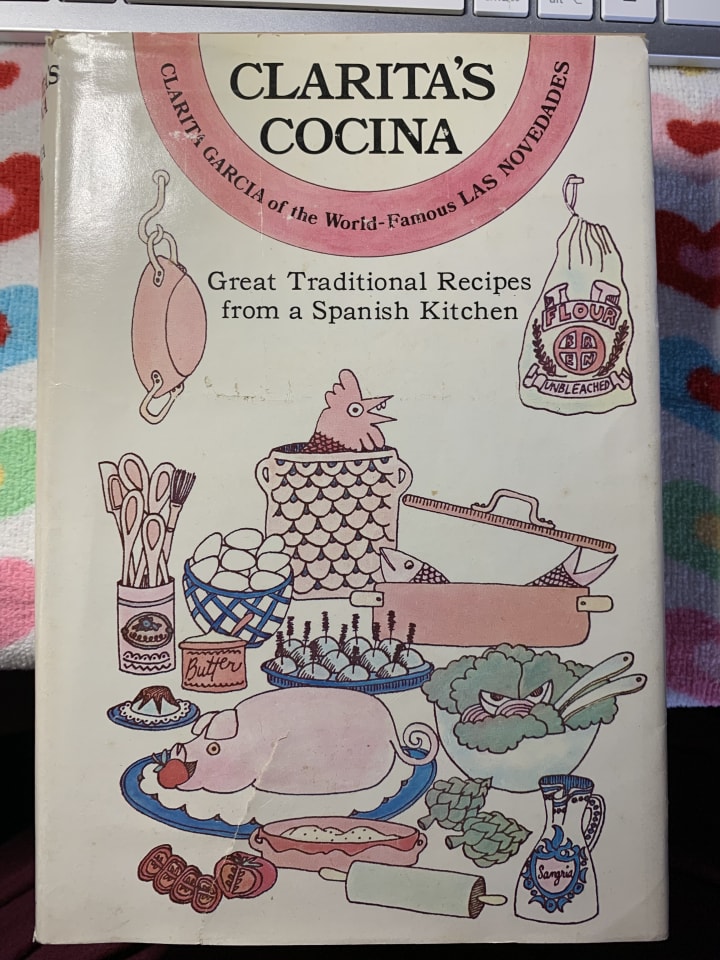 CLARITA'S
COCINA
CLARITA GARCIA of the World-Famous LAS NOVEDADES
Great Traditional Recipes
from a Spanish Kitchen
FLOUR
UNBLEACHED
Butter
Sangria